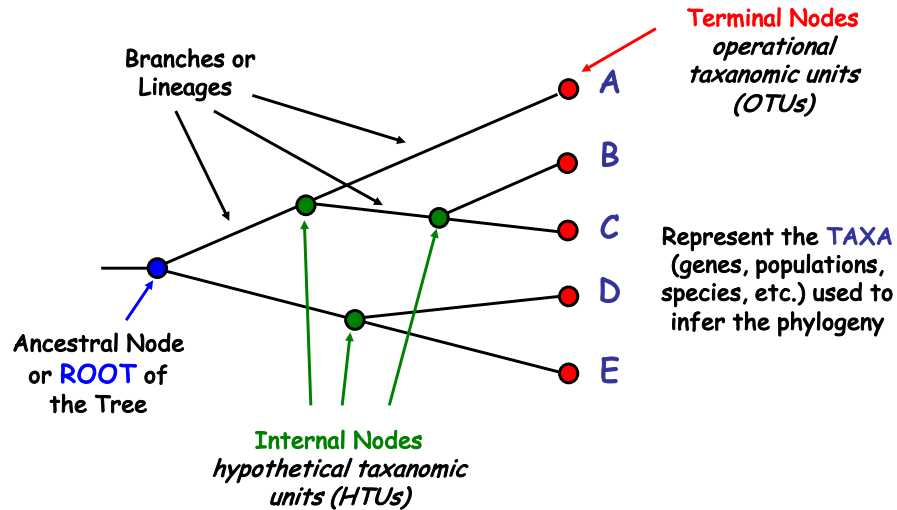 Terminal Nodes
operational
taxanomic units
(OTUs)
Branches or
Lineages
A
B
C
D
E
Represent the TAXA
(genes, populations,
species, etc.) used to
infer the phylogeny
Ancestral Node
or ROOT of
the Tree
Internal Nodes
hypothetical taxanomic
units (HTUs)